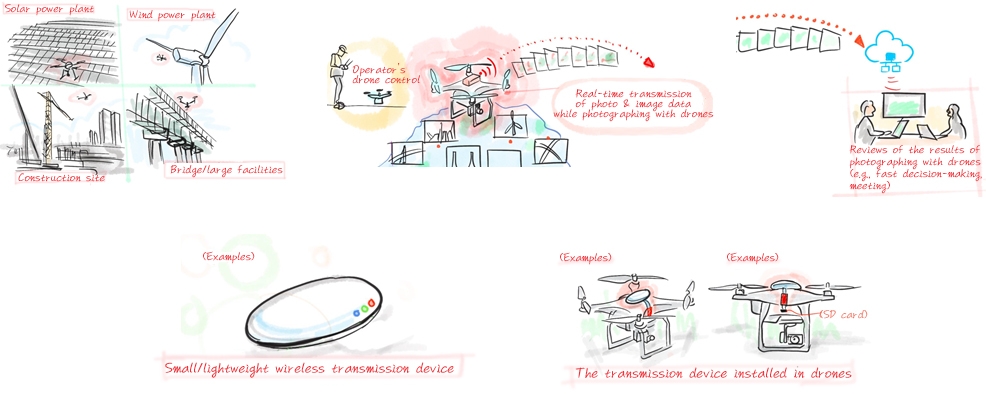 Solar power plant
Wind power plant
Construction site
Bridge/large facilities
Operator's
drone control
Real-time transmission
of photo & image data
while photographing with drones
Reviews of the results of
photographing with drones
(e.g., fast decision-making,
meeting)
(Examples)
Small/lightweight wireless transmission device
(Examples)
(Examples)
(SD card)
The transmission device installed in drones